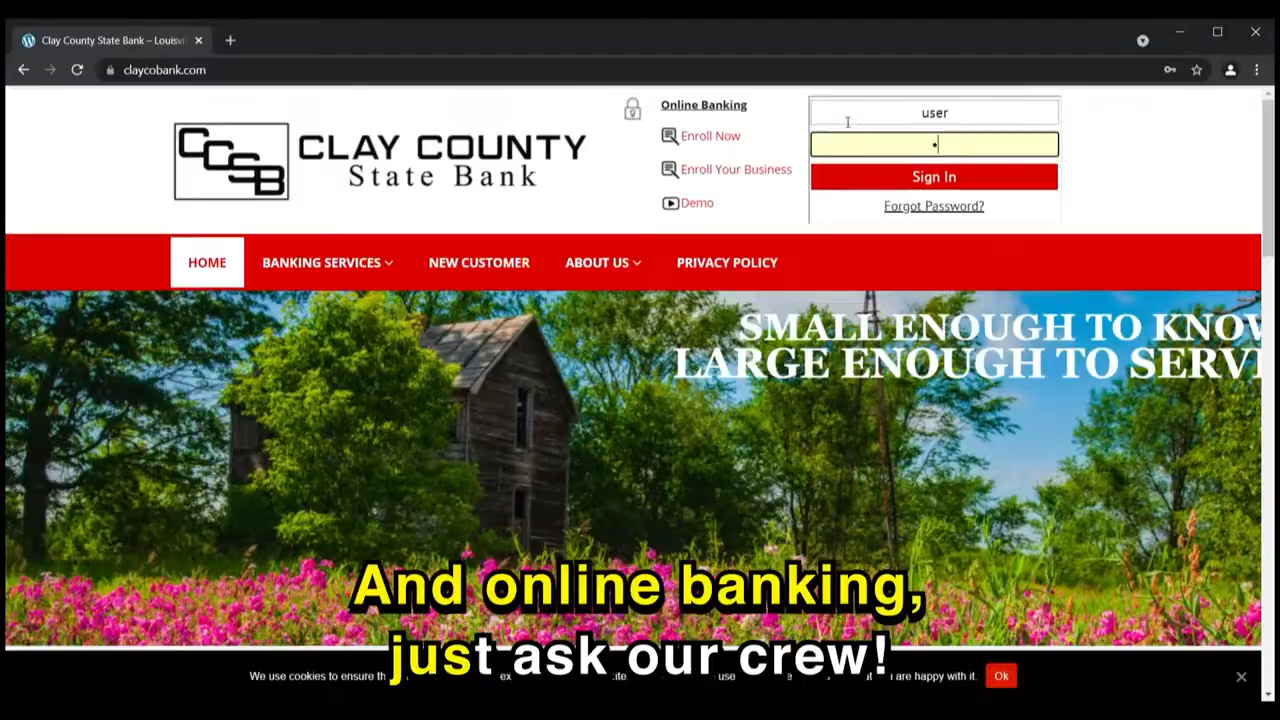 Clay County State Bank – Louisvi
claycobank.com
CCSB
CLAY COUNTY
State Bank
Online Banking
Enroll Now
Enroll Your Business
Demo
user
Sign In
Forgot Password?
HOME
BANKING SERVICES
NEW CUSTOMER
ABOUT US
PRIVACY POLICY
SMALL ENOUGH TO KNOW
LARGE ENOUGH TO SERV
And online banking,
just ask our crew!
We use cookies to ensure th
are happy with it.
Ok